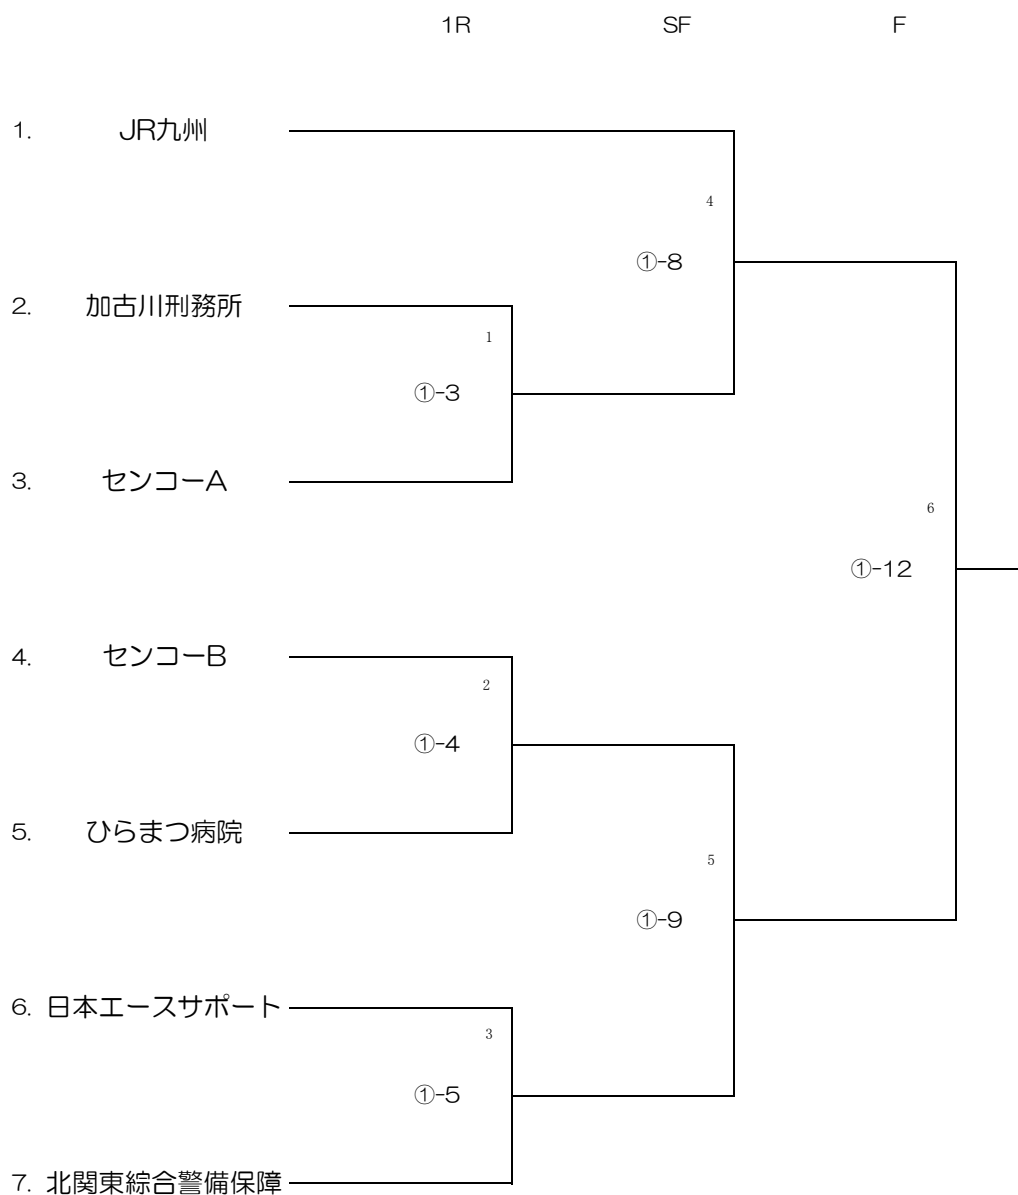 1R SF F
1. JR九州
4
①-8
2. 加古川刑務所
1
①-3
3. センコーA
6
①-12
4. センコーB
2
①-4
5. ひらまつ病院
5
①-9
6. 日本エースサポート
3
①-5
7. 北関東綜合警備保障